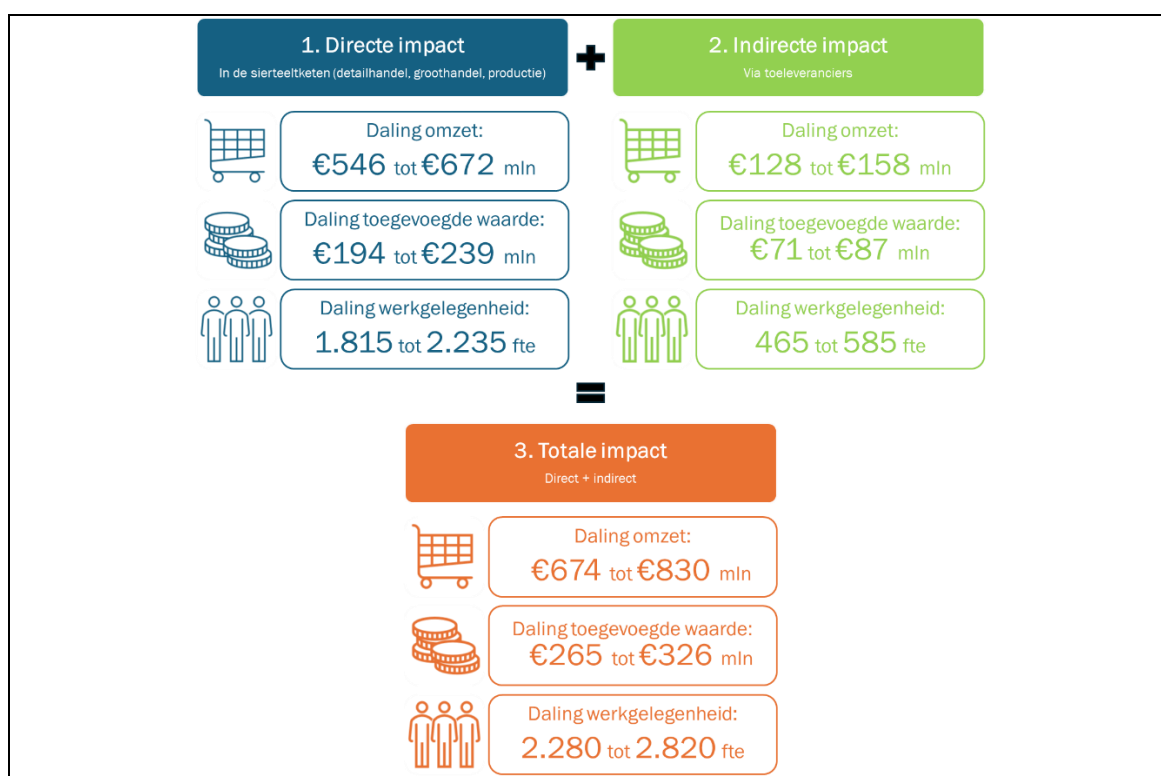 1. Directe impact
In de sierteeltketen (detailhandel, groothandel, productie)
+
2. Indirecte impact
Via toeleveranciers
Daling omzet:
€546 tot €672 mln
Daling toegevoegde waarde:
€194 tot €239 mln
Daling werkgelegenheid:
1.815 tot 2.235 fte
Daling omzet:
€128 tot €158 mln
Daling toegevoegde waarde:
€71 tot €87 mln
Daling werkgelegenheid:
465 tot 585 fte
=
3. Totale impact
Direct + indirect
Daling omzet:
€674 tot €830 mln
Daling toegevoegde waarde:
€265 tot €326 mln
Daling werkgelegenheid:
2.280 tot 2.820 fte